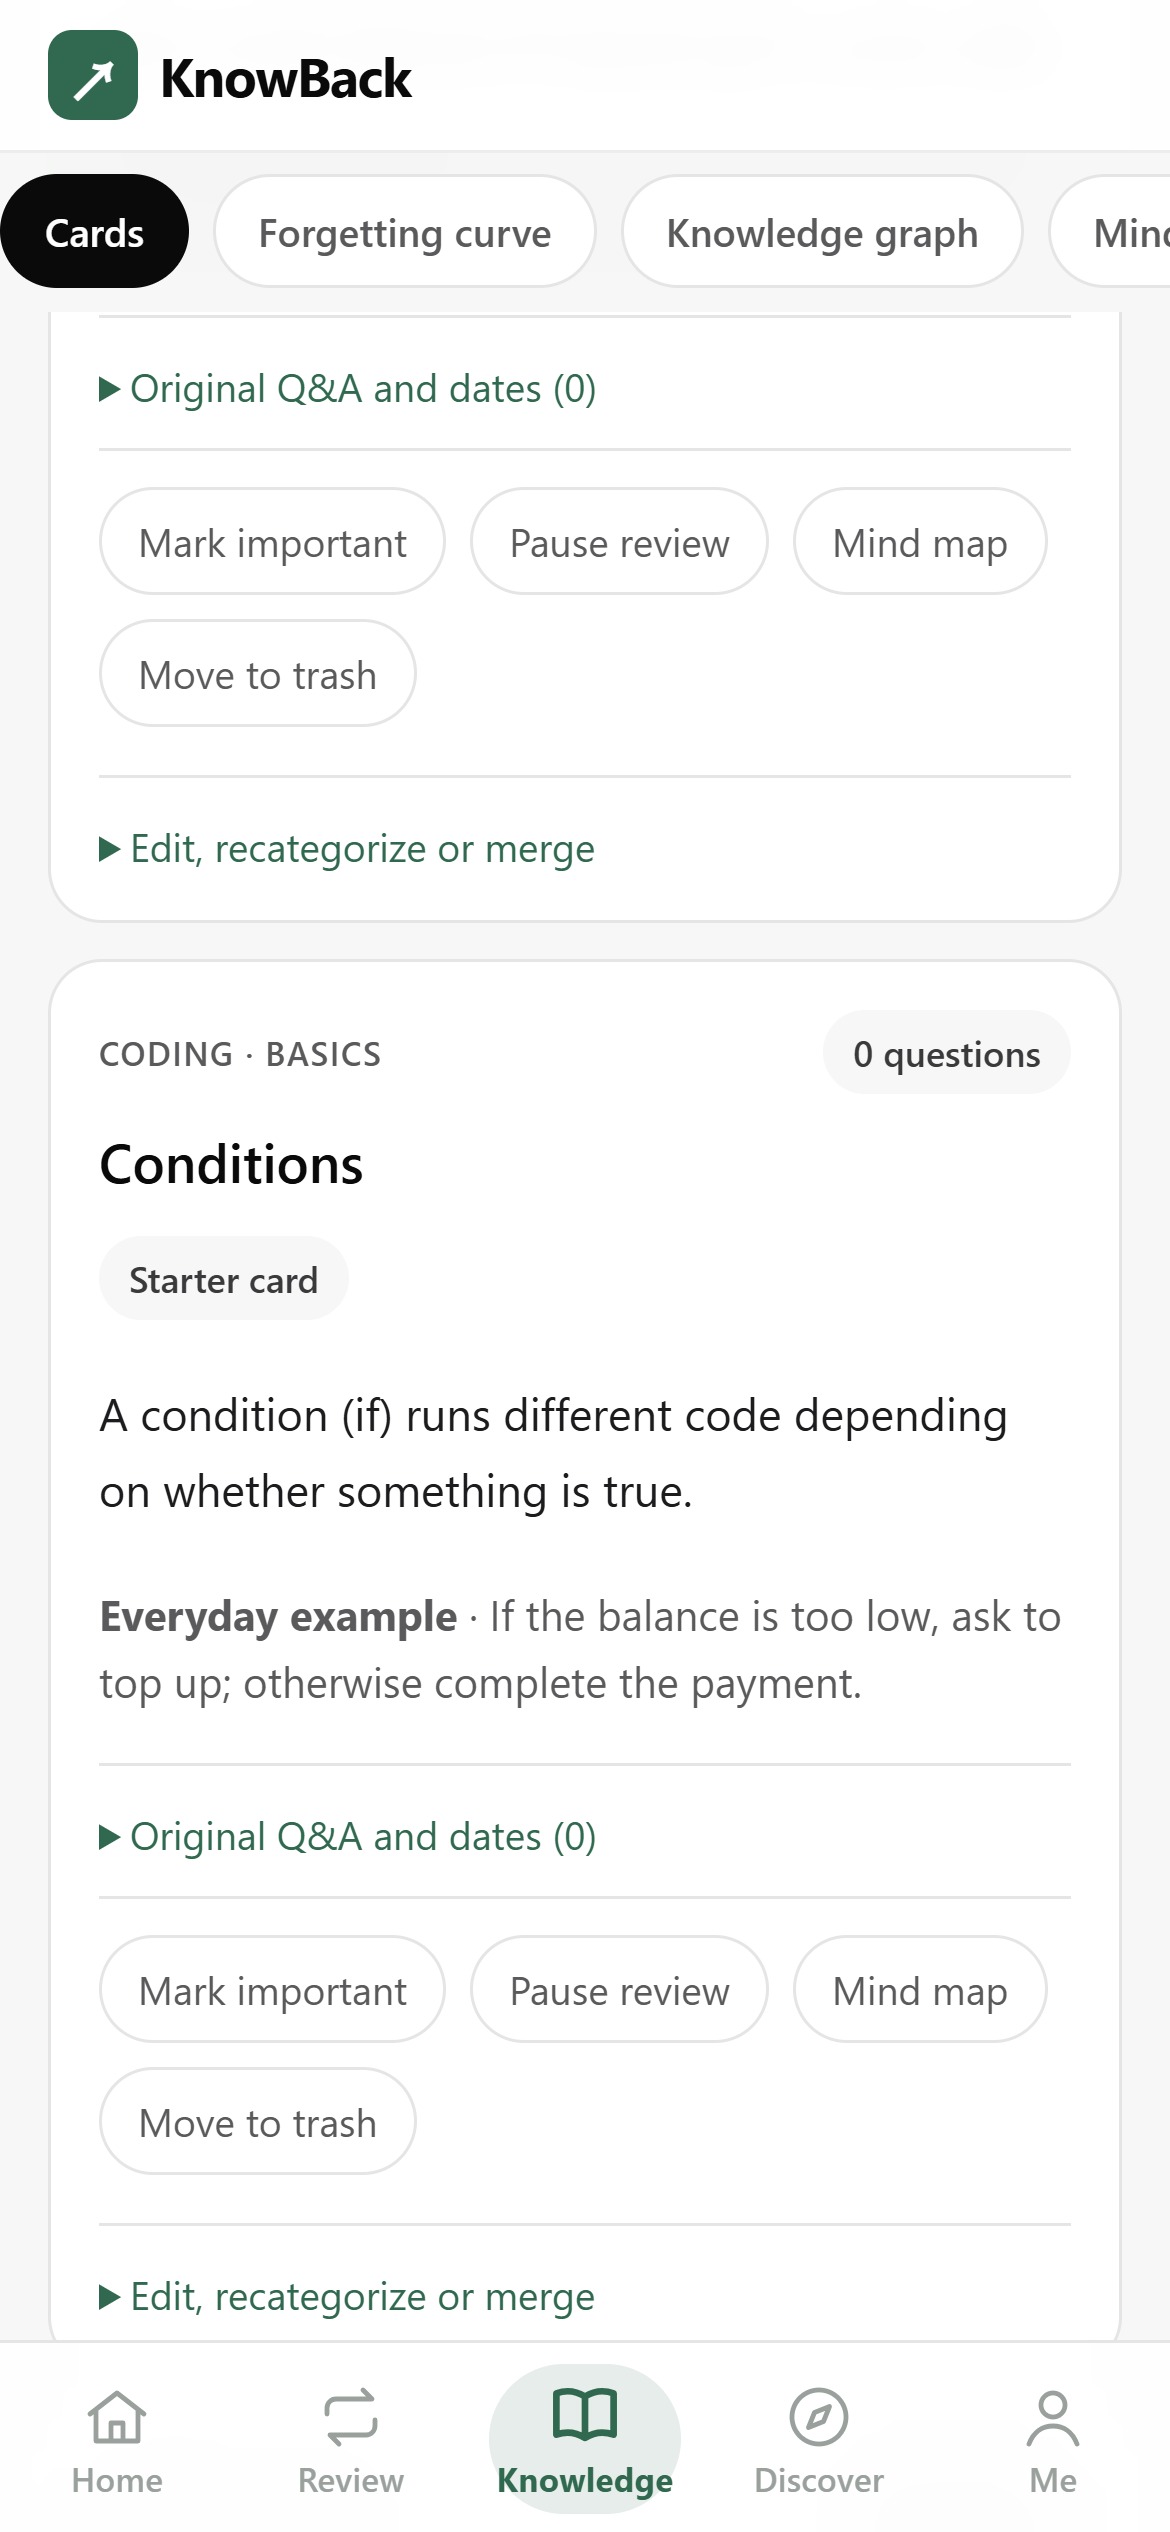 KnowBack
Cards
Forgetting curve
Knowledge graph
Original Q&A and dates (0)
Mark important
Pause review
Mind map
Move to trash
Edit, recategorize or merge
CODING · BASICS
0 questions
Conditions
Starter card
A condition (if) runs different code depending
on whether something is true.
Everyday example · If the balance is too low, ask to
top up; otherwise complete the payment.
Original Q&A and dates (0)
Mark important
Pause review
Mind map
Move to trash
Edit, recategorize or merge
Home
Review
Knowledge
Discover
Me